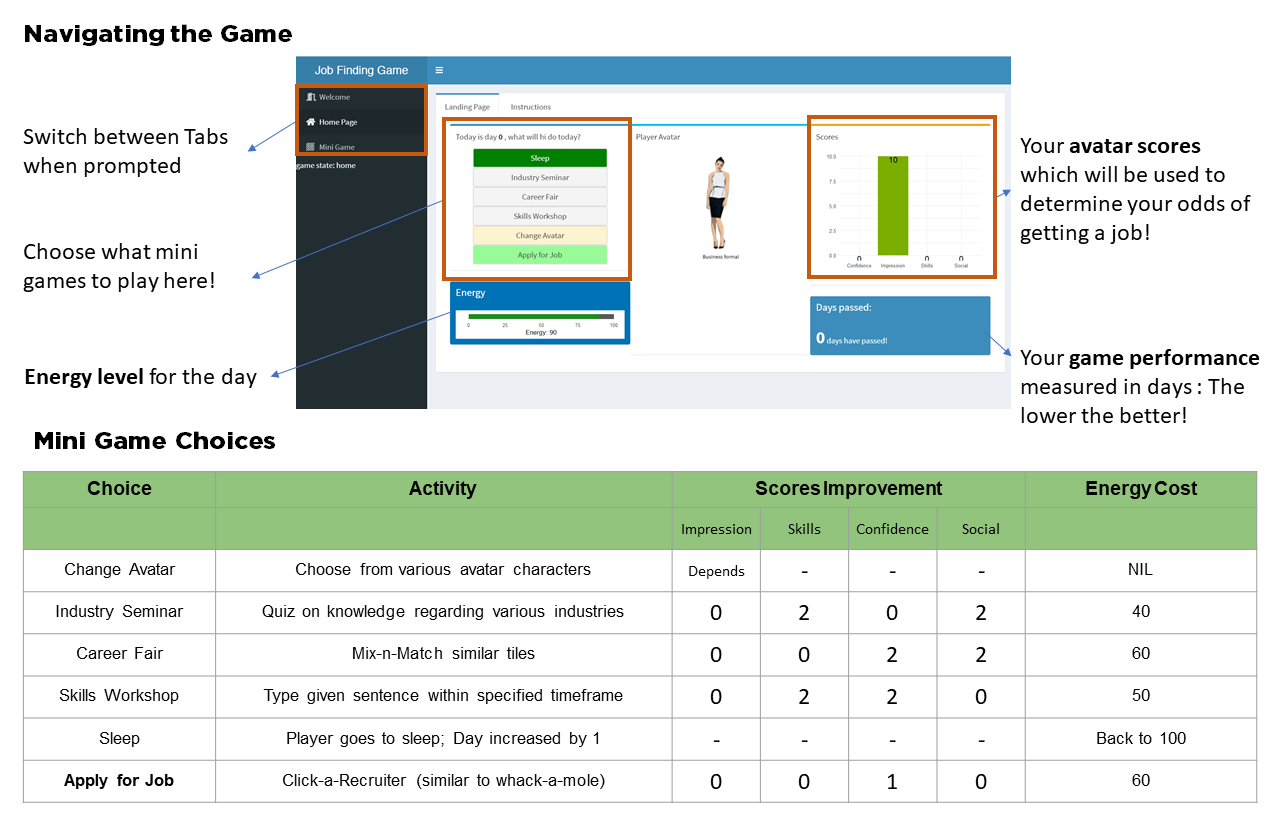 Navigating the Game
Switch between Tabs
when prompted
Choose what mini
games to play here!
Energy level for the day
Job Finding Game
Welcome
Home Page
Mini Game
game state: home
Landing Page Instructions
Today is day 0 , what will hi do today?
Sleep
Industry Seminar
Career Fair
Skills Workshop
Change Avatar
Apply for Job
Energy
0 25 50 75 100
Energy: 90
Player Avatar
Business formal
Scores
10.0
7.5
5.0
2.5
0.0
0 10 0 0
Confidence Impression Skills Social
Days passed:
0 days have passed!
Your avatar scores
which will be used to
determine your odds of
getting a job!
Your game performance
measured in days : The
lower the better!
Mini Game Choices
Choice Activity Scores Improvement Energy Cost
Impression Skills Confidence Social
Change Avatar Choose from various avatar characters Depends - - - NIL
Industry Seminar Quiz on knowledge regarding various industries 0 2 0 2 40
Career Fair Mix-n-Match similar tiles 0 0 2 2 60
Skills Workshop Type given sentence within specified timeframe 0 2 2 0 50
Sleep Player goes to sleep; Day increased by 1 - - - - Back to 100
Apply for Job Click-a-Recruiter (similar to whack-a-mole) 0 0 1 0 60